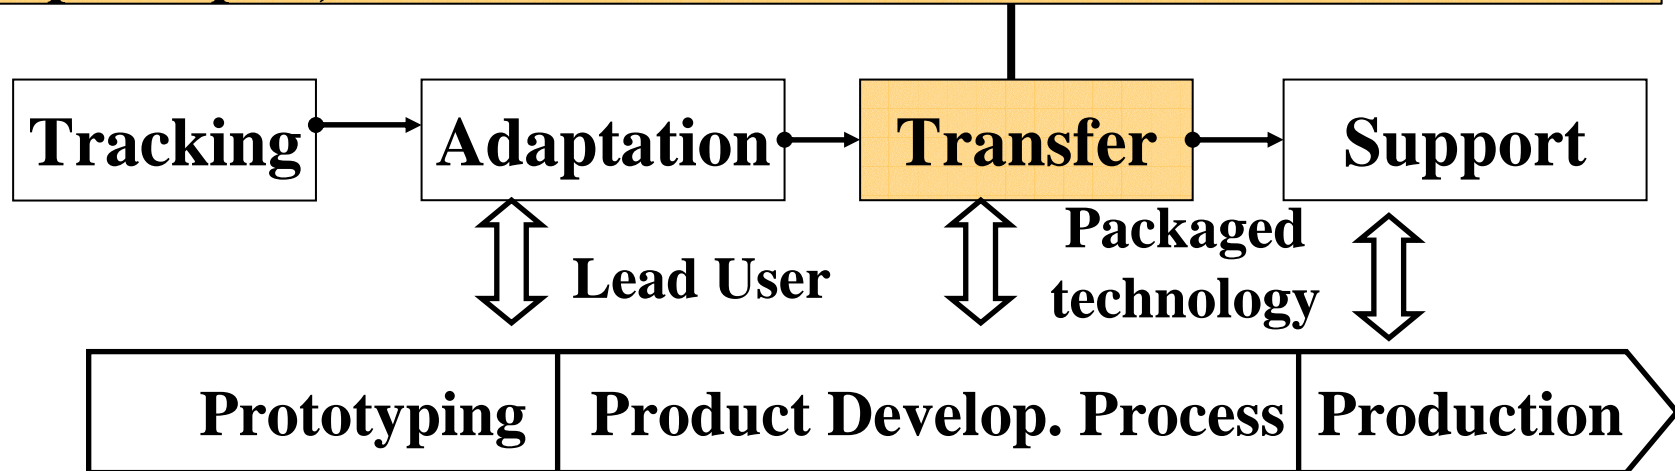 Tracking Adaptation Transfer Support
Lead User
Packaged
technology
Prototyping Product Develop. Process Production